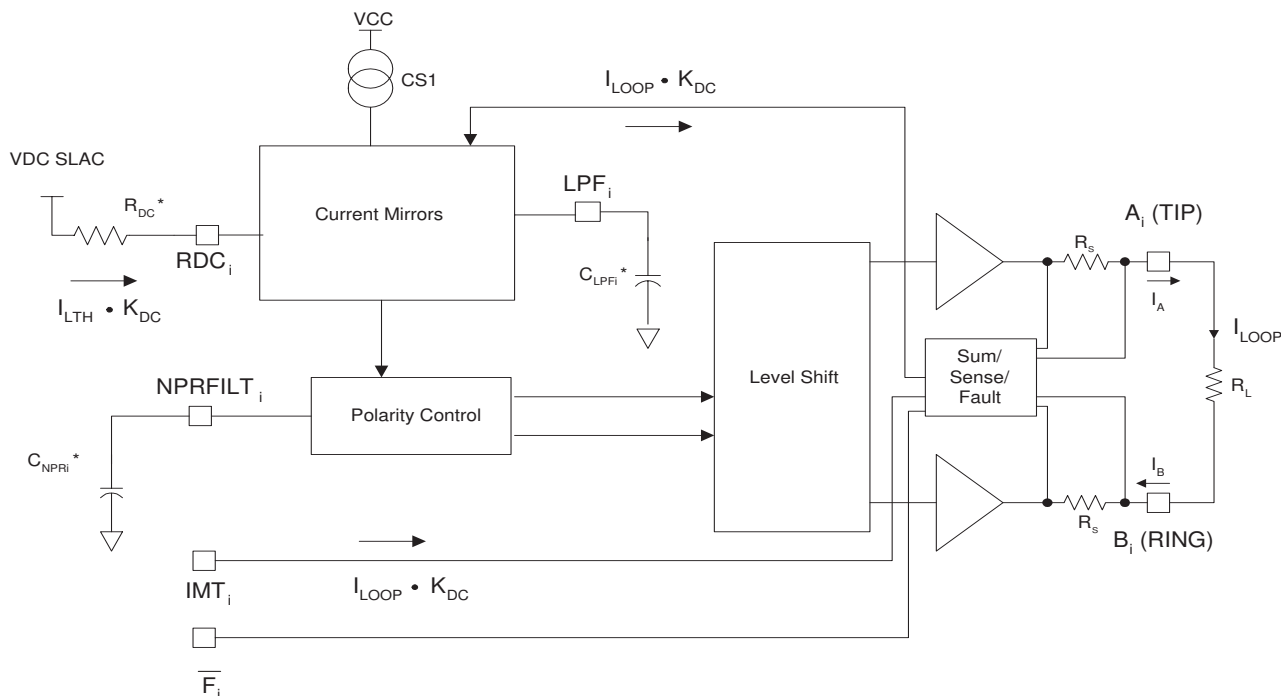 VCC
CS1
I_LOOP • K_DC
VDC SLAC
R_DC*
RDC_i
I_LTH • K_DC
Current Mirrors
LPF_i
C_LPFi*
A_i (TIP)
R_S
I_A
I_LOOP
R_L
NPRFILT_i
C_NPRi*
Polarity Control
Level Shift
Sum/
Sense/
Fault
I_B
R_S
B_i (RING)
IMT_i
I_LOOP • K_DC
F̅_i